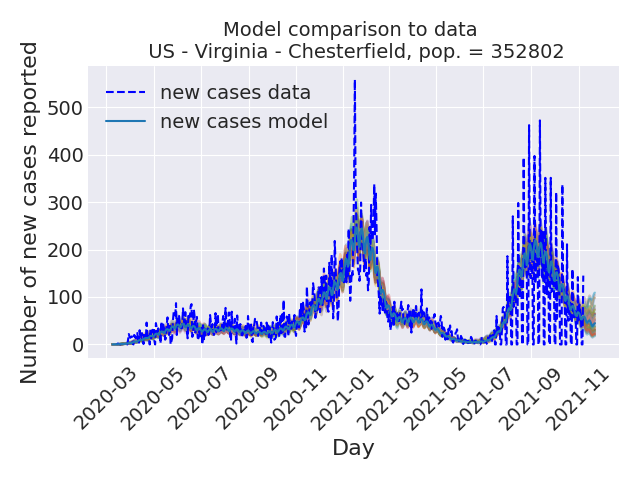 Model comparison to data
US - Virginia - Chesterfield, pop. = 352802
Number of new cases reported
500
400
300
200
100
0
new cases data
new cases model
2020-03
2020-05
2020-07
2020-09
2020-11
2021-01
2021-03
2021-05
2021-07
2021-09
2021-11
Day